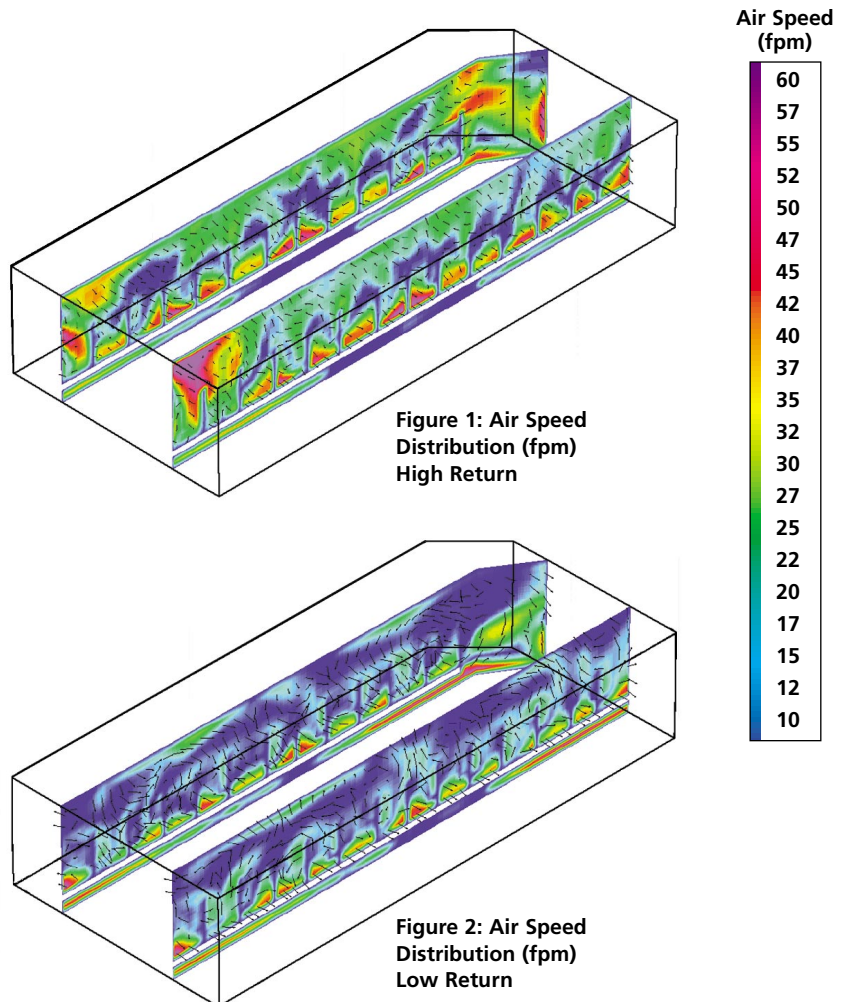 Air Speed
(fpm)
60
57
55
52
50
47
45
42
40
37
35
32
30
27
25
22
20
17
15
12
10
Figure 1: Air Speed
Distribution (fpm)
High Return
Figure 2: Air Speed
Distribution (fpm)
Low Return